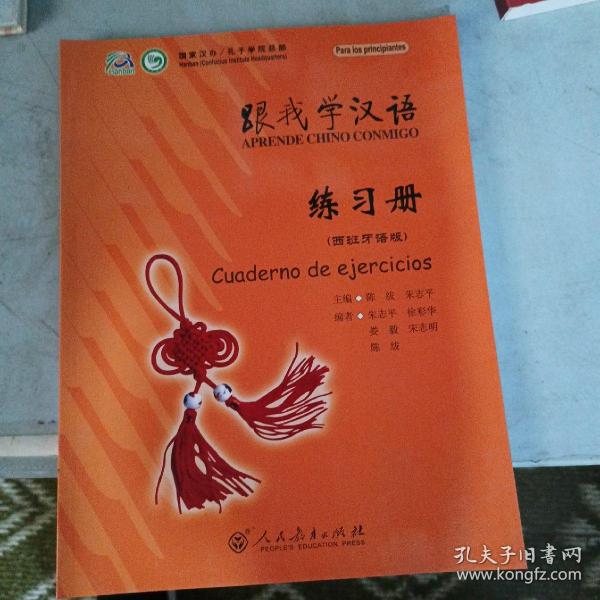 Hanban
国家汉办/孔子学院总部
Hanban (Confucius Institute Headquarters)
Para los principiantes
跟我学汉语
APRENDE CHINO CONMIGO
练习册
(西班牙语版)
Cuaderno de ejercicios
主编◆陈 绂 朱志平
编者◆朱志平 徐彩华
娄 毅 宋志明
陈 绂
人民教育出版社
PEOPLE'S EDUCATION PRESS
孔夫子旧书网
www.kongfz.com